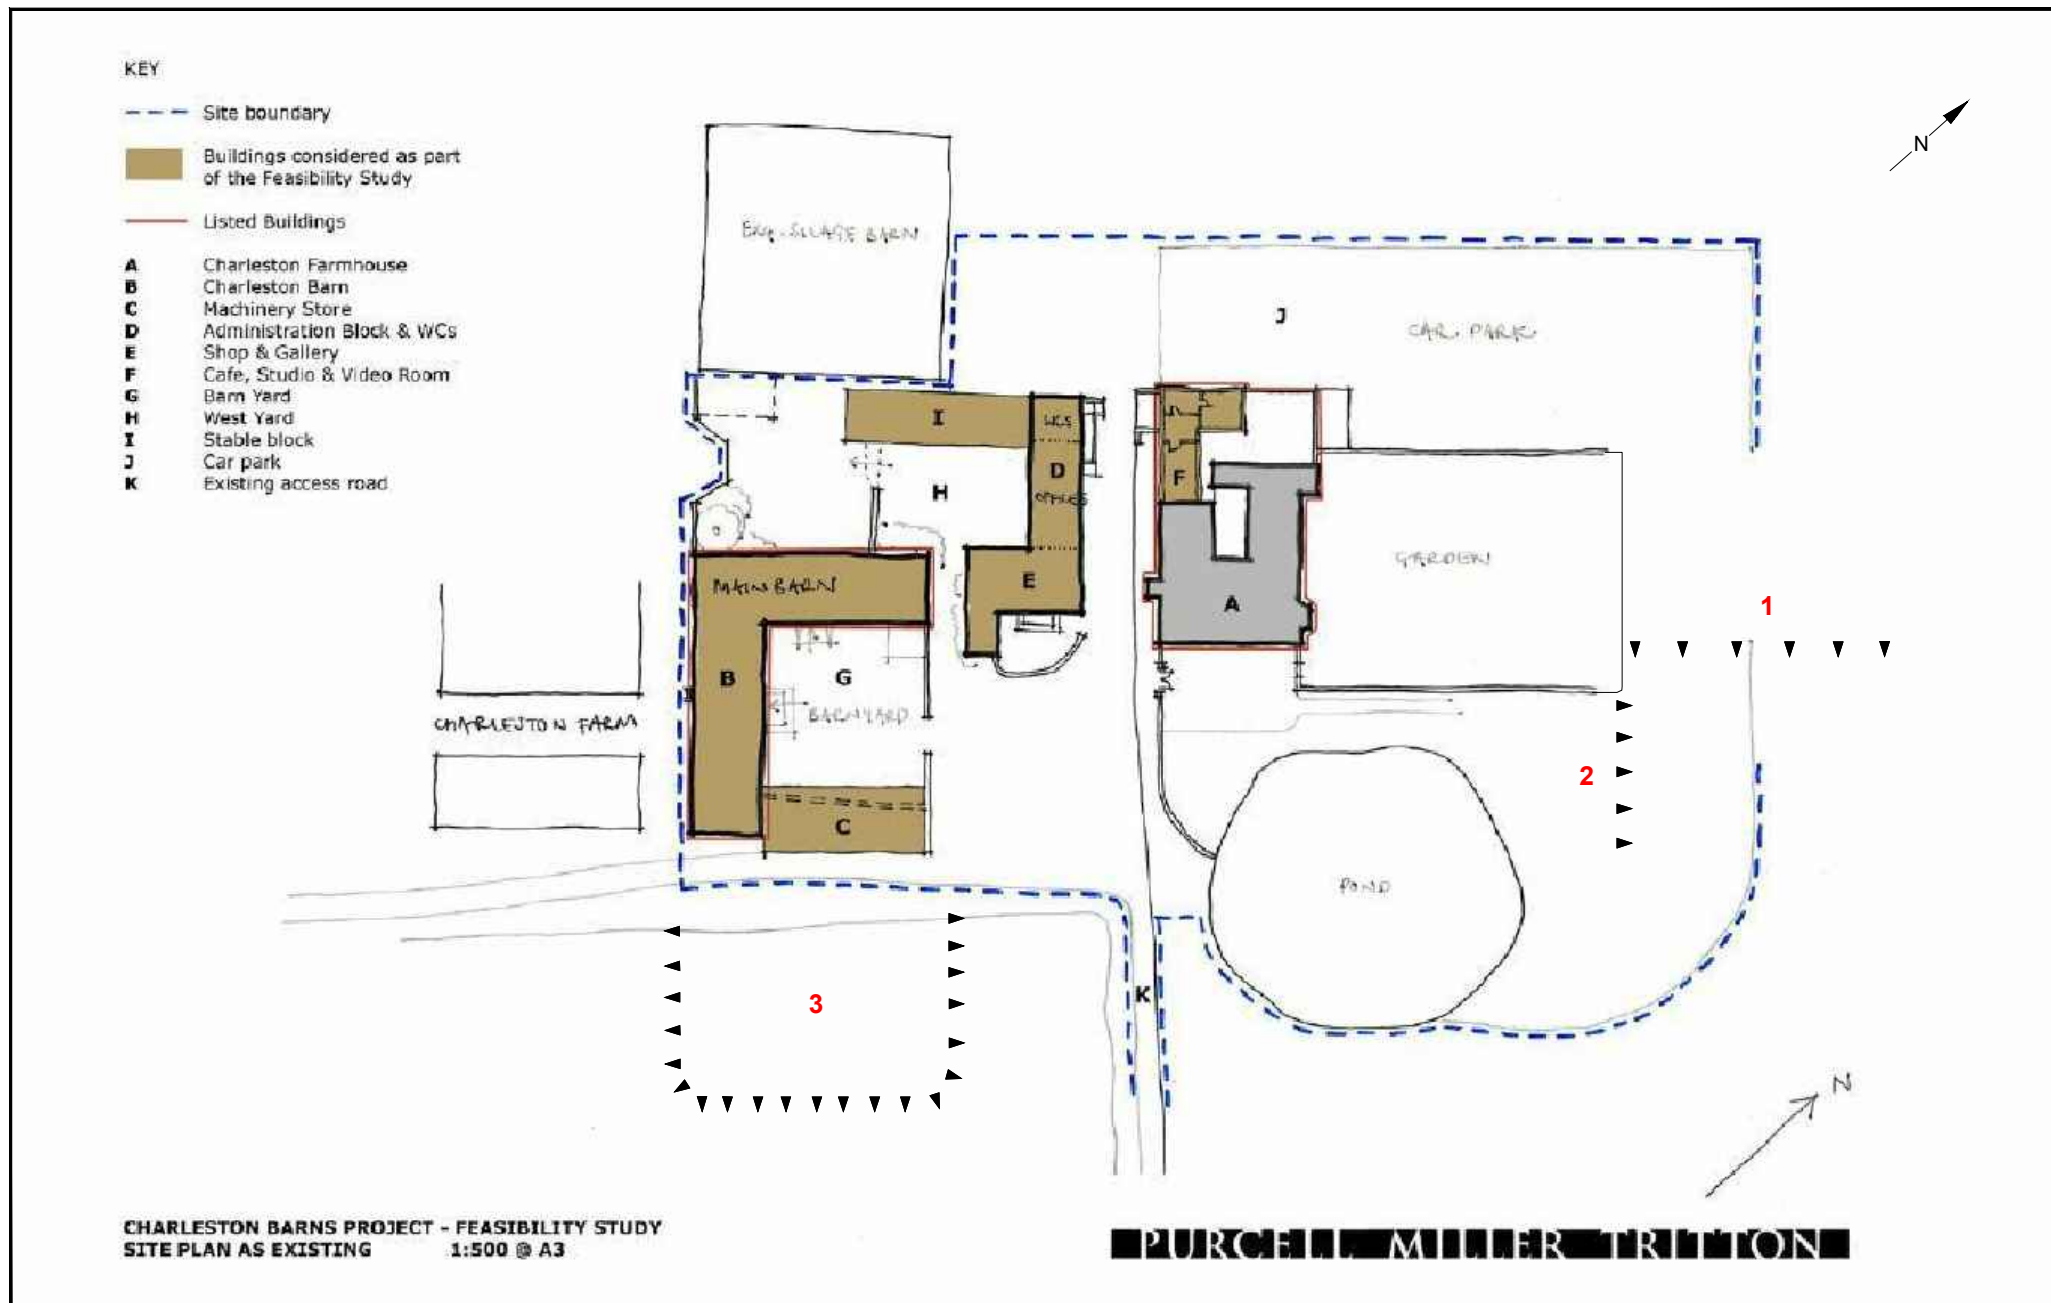 KEY
Site boundary
Buildings considered as part
of the Feasibility Study
Listed Buildings
A Charleston Farmhouse
B Charleston Barn
C Machinery Store
D Administration Block & WCs
E Shop & Gallery
F Cafe, Studio & Video Room
G Barn Yard
H West Yard
I Stable block
J Car park
K Existing access road
N
SILAGE BARN
J
CAR PARK
I
WCS
D
OFFICES
H
F
GARDEN
MAIN BARN
E
A
1
B
G
BARNYARD
CHARLESTON FARM
2
C
POND
K
3
N
CHARLESTON BARNS PROJECT - FEASIBILITY STUDY
SITE PLAN AS EXISTING 1:500 @ A3
PURCELL MILLER TRITTON